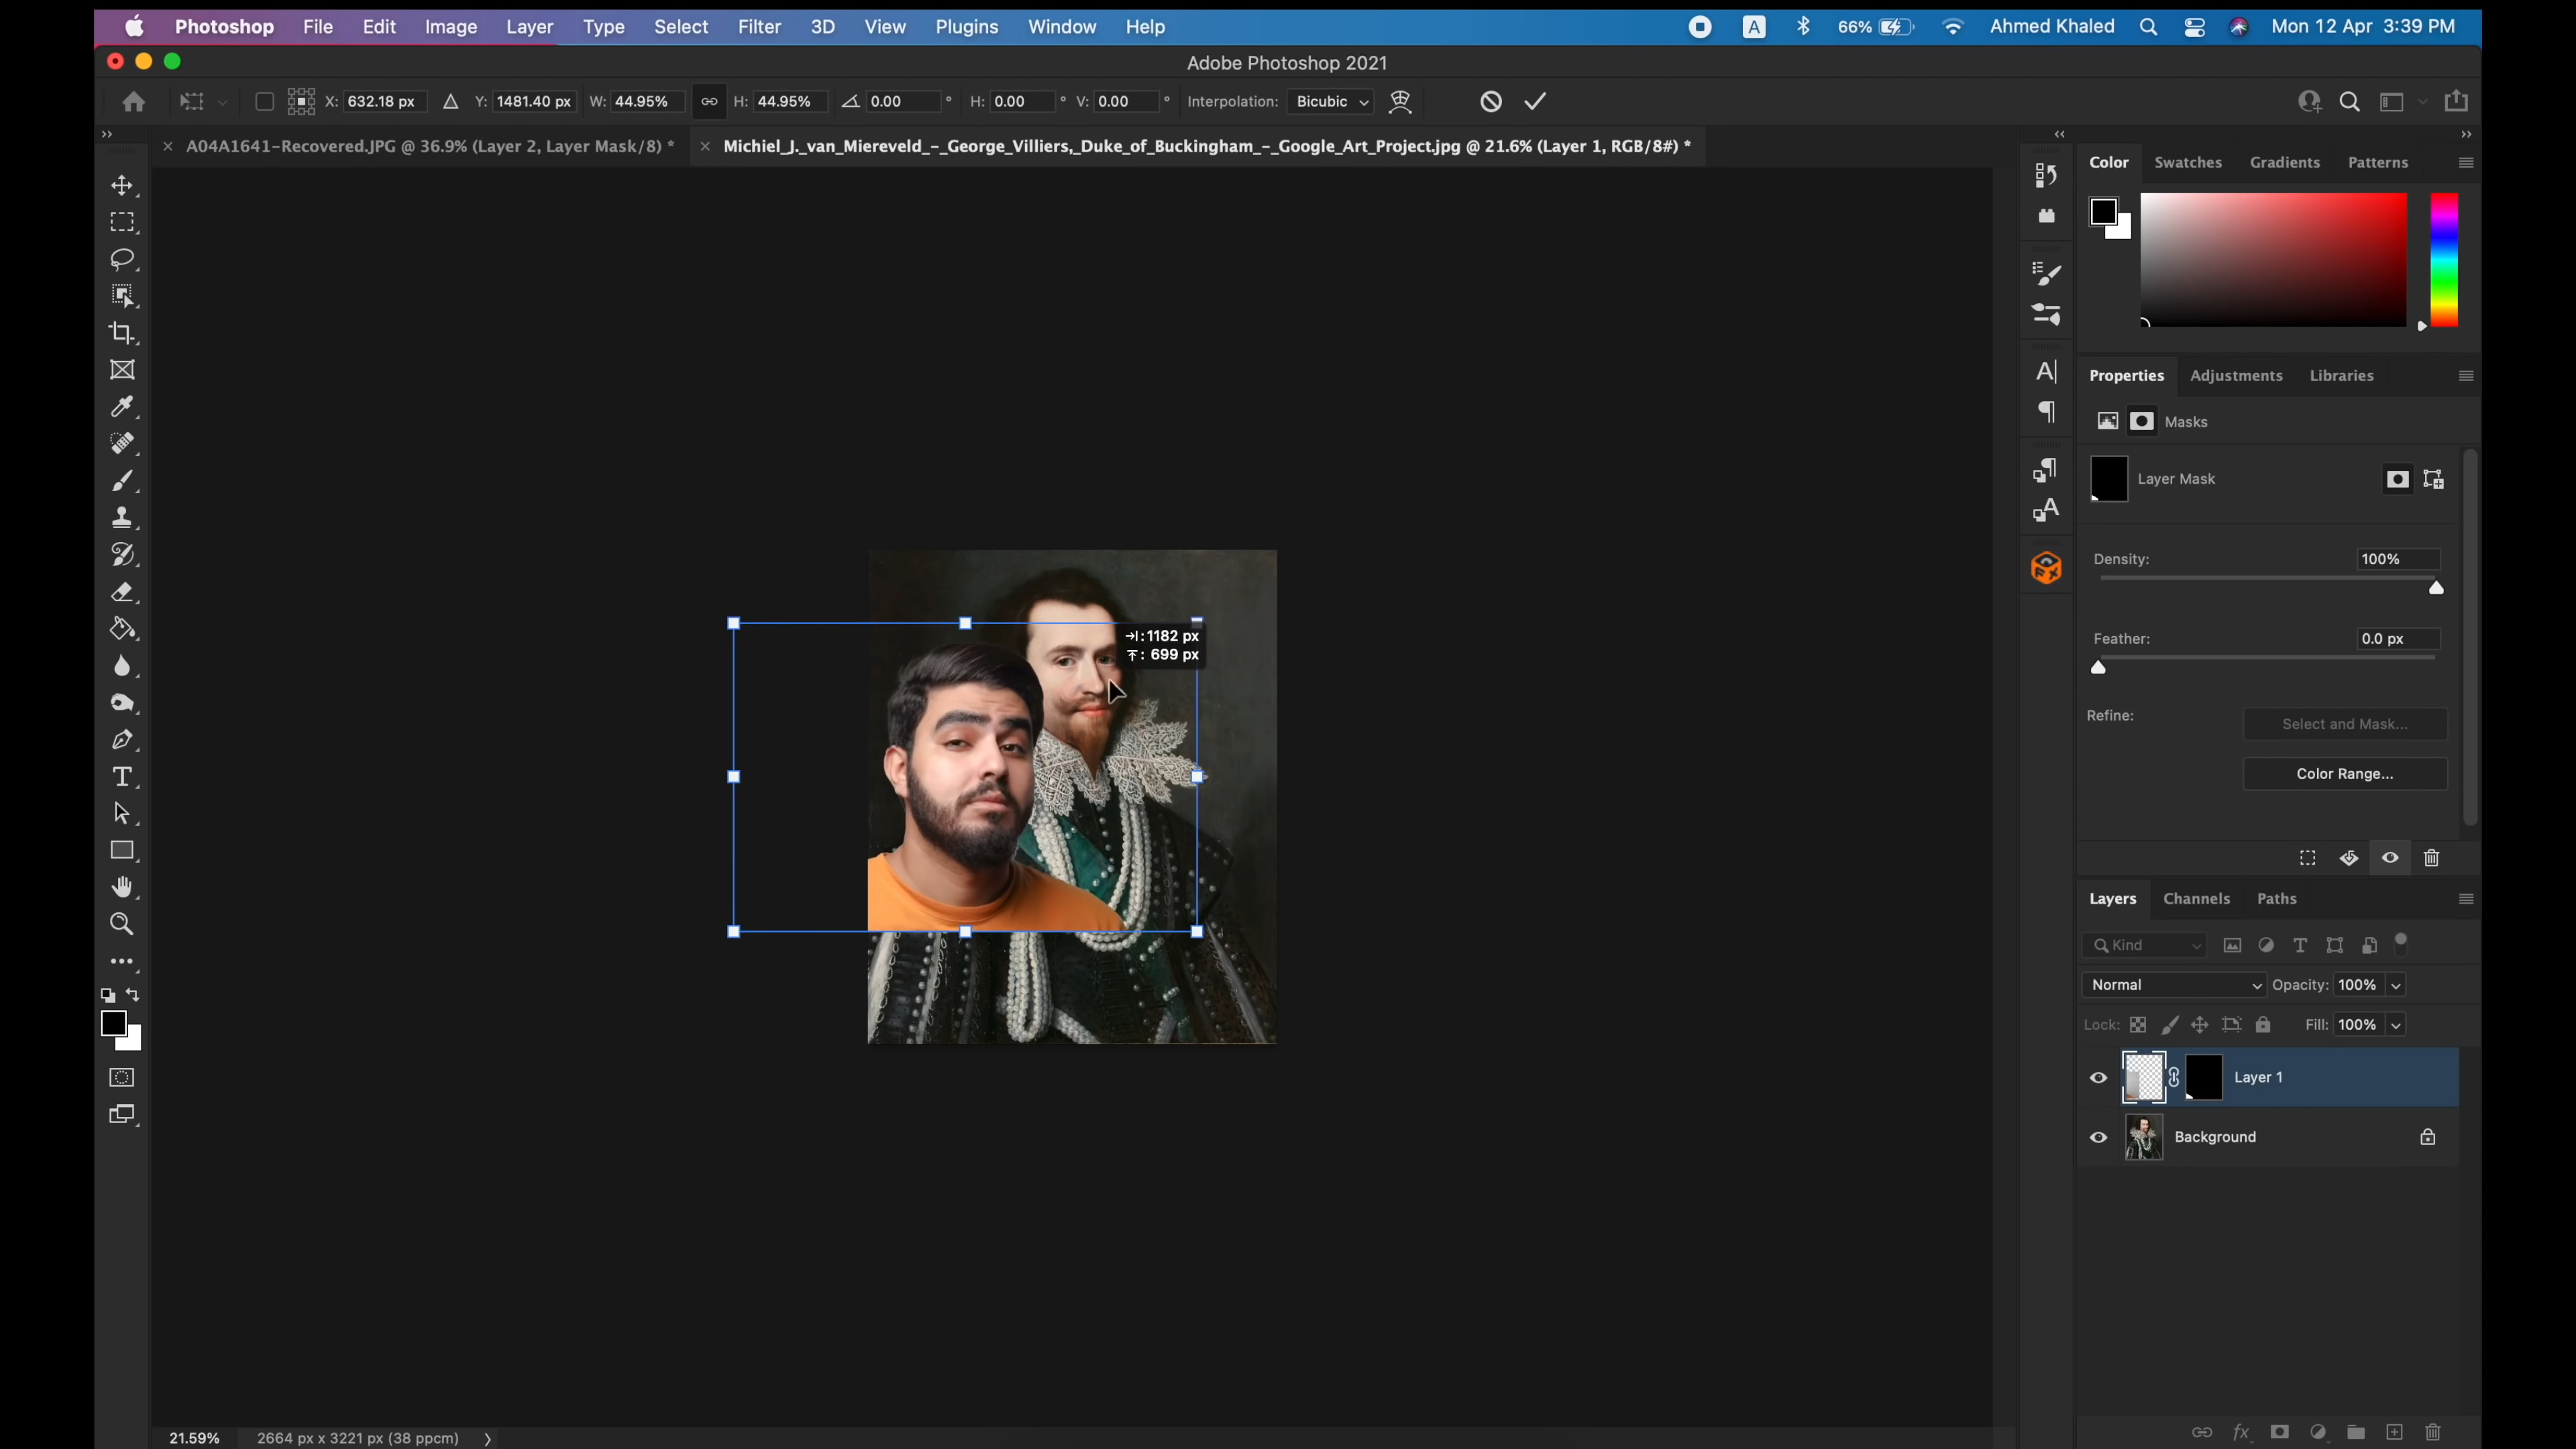 Photoshop File Edit Image Layer Type Select Filter 3D View Plugins Window Help A 66% Ahmed Khaled Mon 12 Apr 3:39 PM
Adobe Photoshop 2021
X: 632.18 px Y: 1481.40 px W: 44.95% H: 44.95% 0.00 ° H: 0.00 ° V: 0.00 ° Interpolation: Bicubic
× A04A1641-Recovered.JPG @ 36.9% (Layer 2, Layer Mask/8) * × Michiel_J._van_Miereveld_-_George_Villiers,_Duke_of_Buckingham_-_Google_Art_Project.jpg @ 21.6% (Layer 1, RGB/8#) *
Color Swatches Gradients Patterns
Properties Adjustments Libraries
Masks
Layer Mask
Density: 100%
Feather: 0.0 px
Refine: Select and Mask...
Color Range...
:1182 px
: 699 px
Layers Channels Paths
Kind
Normal Opacity: 100%
Lock: Fill: 100%
Layer 1
Background
fx
21.59% 2664 px x 3221 px (38 ppcm)